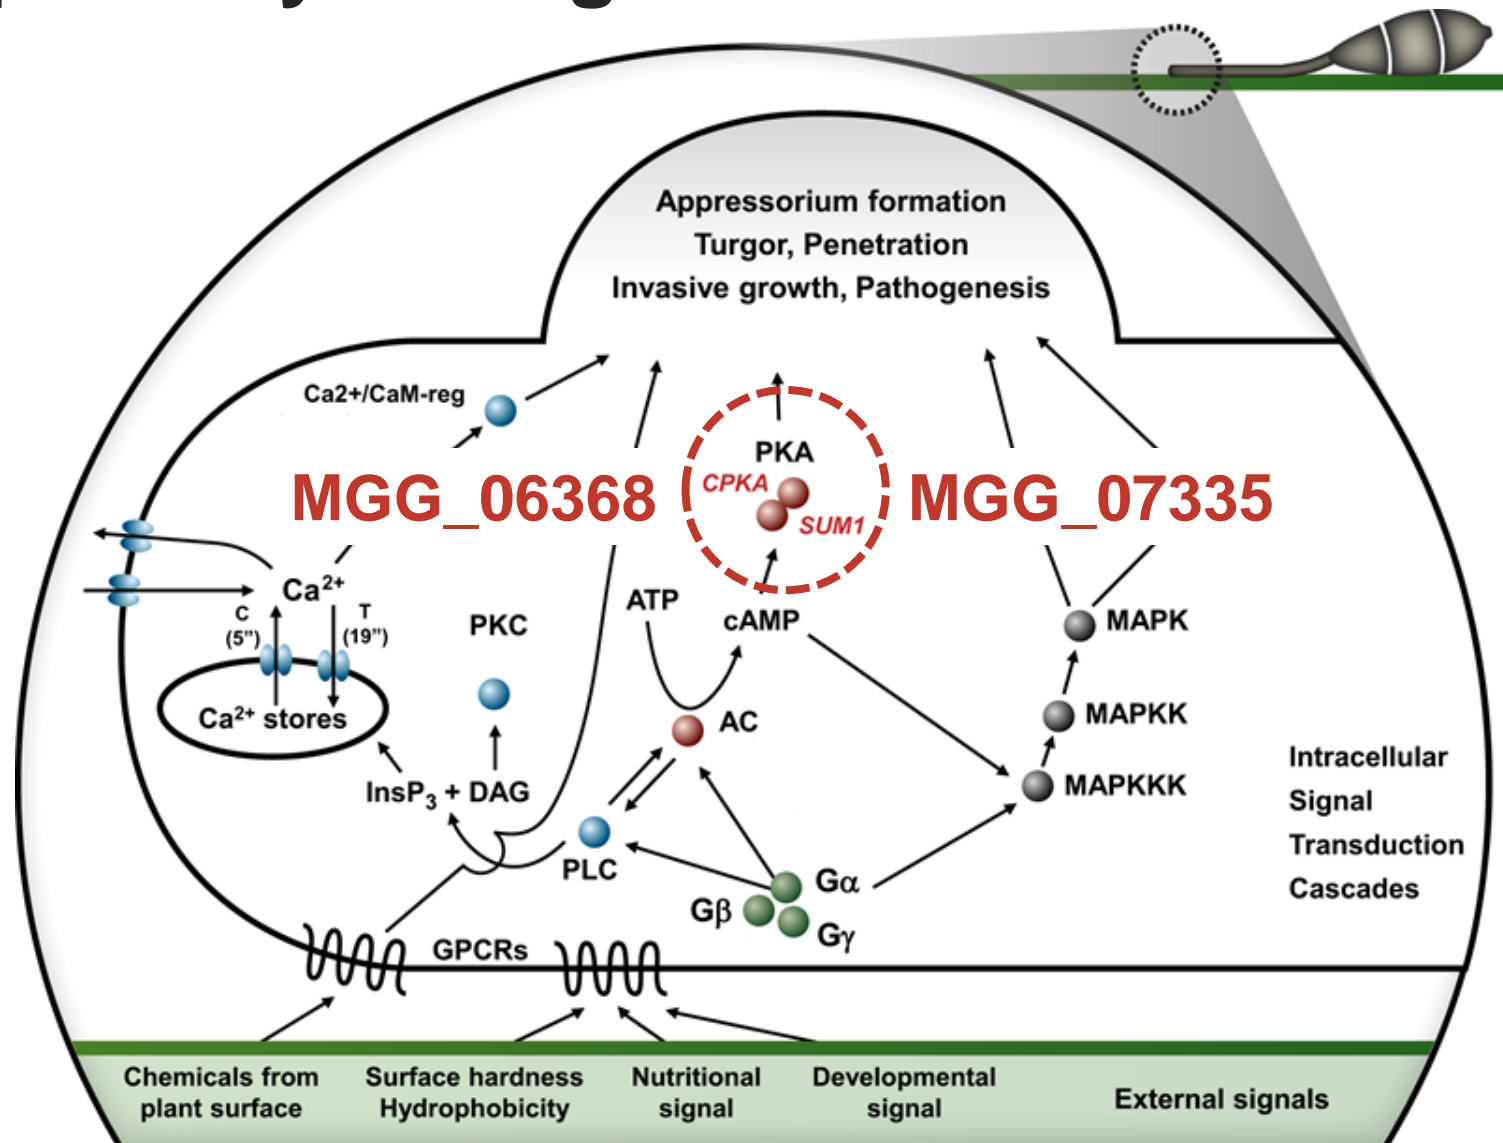 Appressorium formation
Turgor, Penetration
Invasive growth, Pathogenesis
Ca2+/CaM-reg
PKA
CPKA
SUM1
MGG_06368
MGG_07335
Ca²⁺
C
(5”)
T
(19”)
Ca²⁺ stores
PKC
ATP
cAMP
AC
MAPK
MAPKK
MAPKKK
InsP₃ + DAG
PLC
Gα
Gβ
Gγ
GPCRs
Intracellular
Signal
Transduction
Cascades
Chemicals from
plant surface
Surface hardness
Hydrophobicity
Nutritional
signal
Developmental
signal
External signals